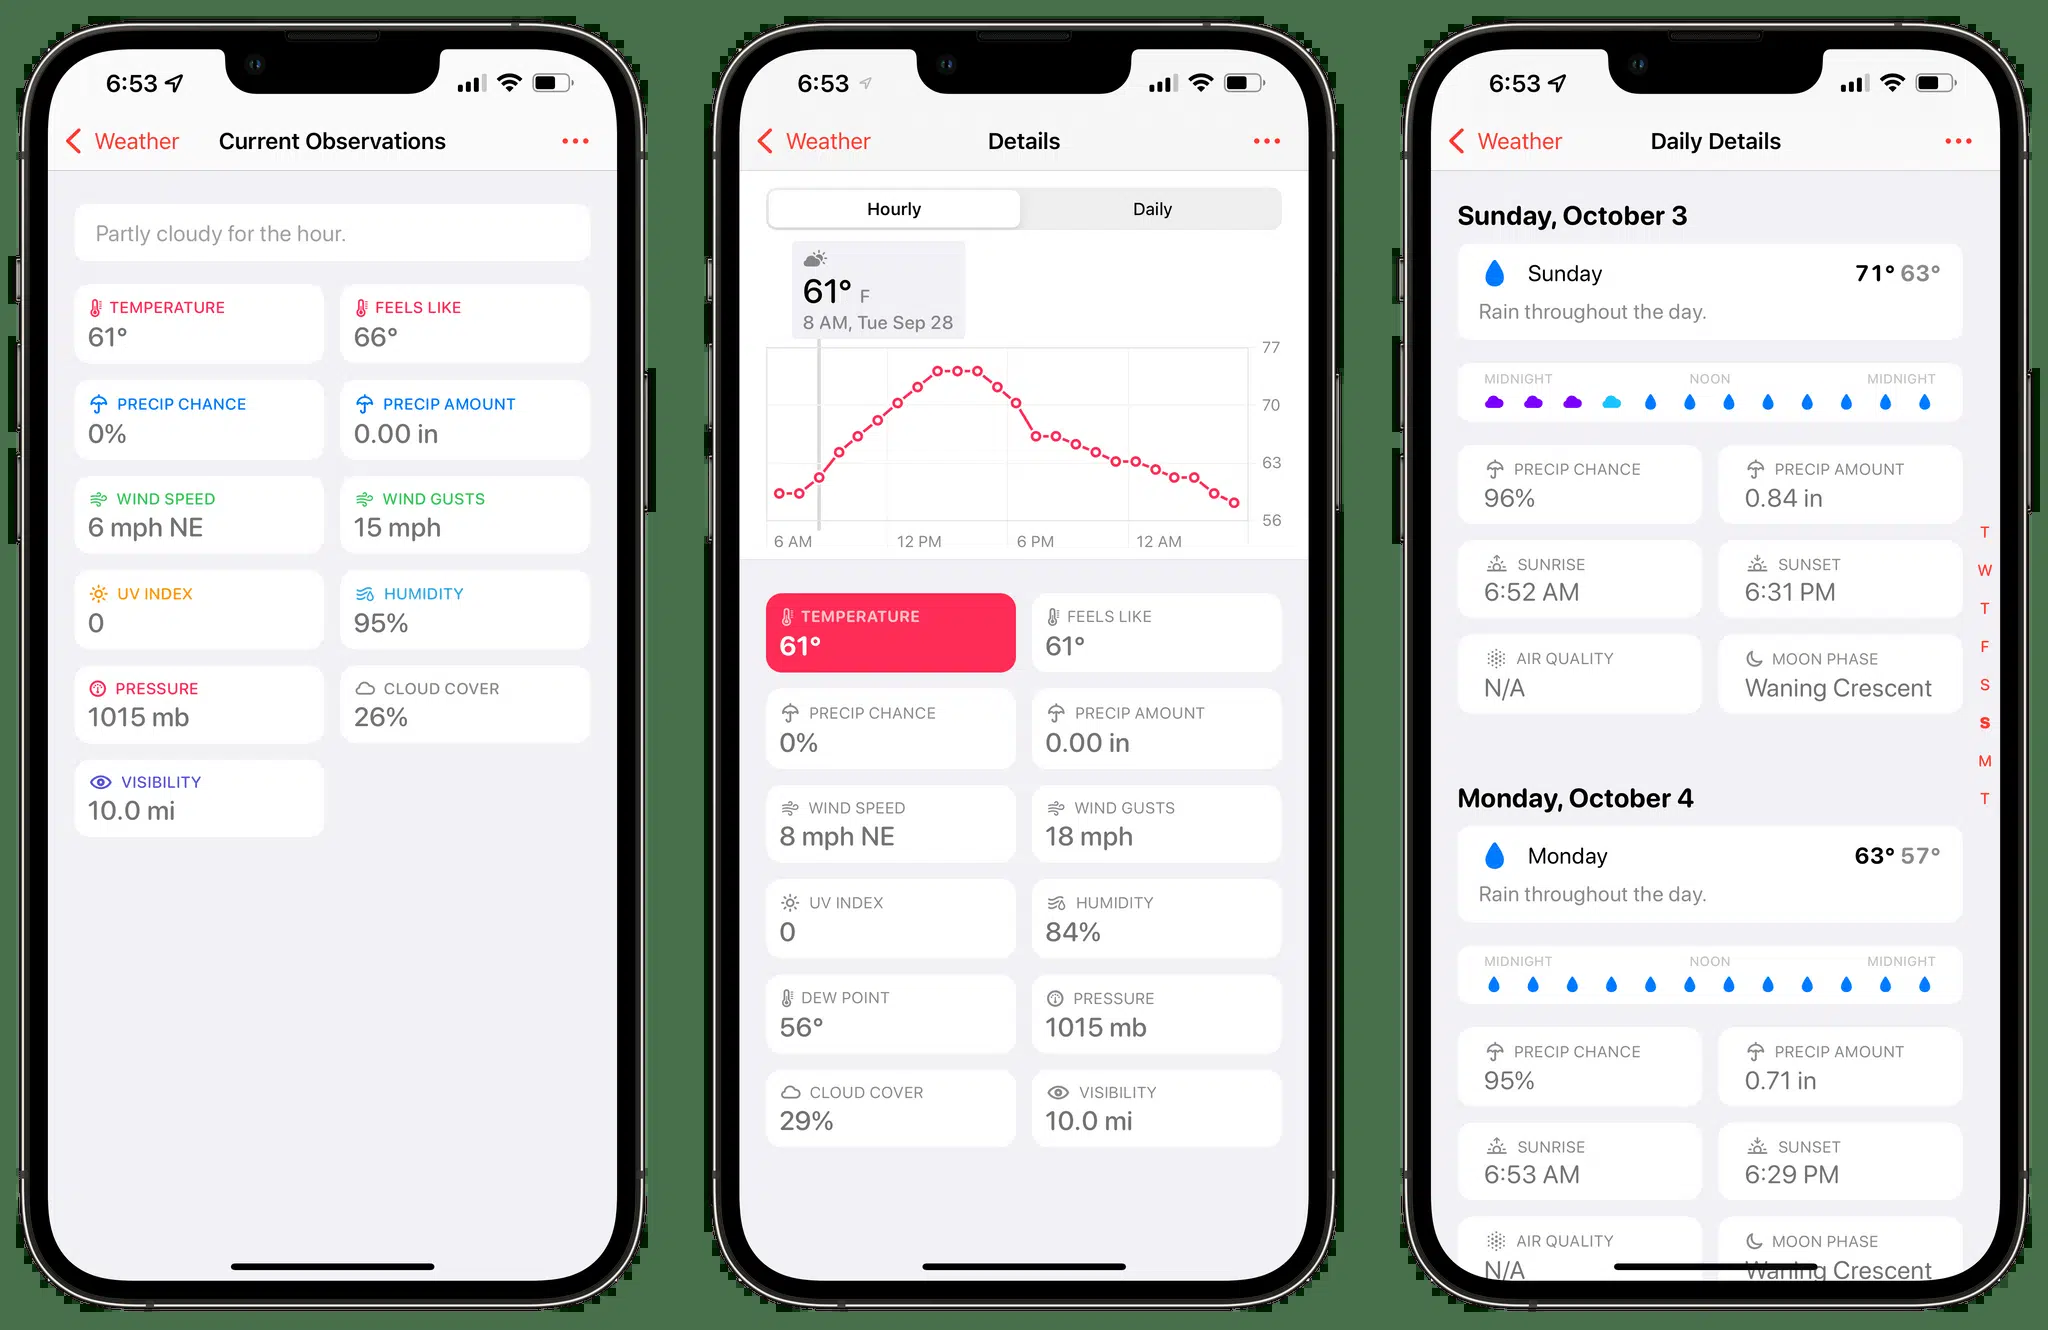 6:53
Weather
Current Observations
Partly cloudy for the hour.
TEMPERATURE
61°
FEELS LIKE
66°
PRECIP CHANCE
0%
PRECIP AMOUNT
0.00 in
WIND SPEED
6 mph NE
WIND GUSTS
15 mph
UV INDEX
0
HUMIDITY
95%
PRESSURE
1015 mb
CLOUD COVER
26%
VISIBILITY
10.0 mi
6:53
Weather
Details
Hourly
Daily
61° F
8 AM, Tue Sep 28
77
70
63
56
6 AM
12 PM
6 PM
12 AM
TEMPERATURE
61°
FEELS LIKE
61°
PRECIP CHANCE
0%
PRECIP AMOUNT
0.00 in
WIND SPEED
8 mph NE
WIND GUSTS
18 mph
UV INDEX
0
HUMIDITY
84%
DEW POINT
56°
PRESSURE
1015 mb
CLOUD COVER
29%
VISIBILITY
10.0 mi
6:53
Weather
Daily Details
Sunday, October 3
Sunday
71° 63°
Rain throughout the day.
MIDNIGHT
NOON
MIDNIGHT
PRECIP CHANCE
96%
PRECIP AMOUNT
0.84 in
SUNRISE
6:52 AM
SUNSET
6:31 PM
AIR QUALITY
N/A
MOON PHASE
Waning Crescent
Monday, October 4
Monday
63° 57°
Rain throughout the day.
MIDNIGHT
NOON
MIDNIGHT
PRECIP CHANCE
95%
PRECIP AMOUNT
0.71 in
SUNRISE
6:53 AM
SUNSET
6:29 PM
AIR QUALITY
N/A
MOON PHASE
Waning Crescent
T
W
T
F
S
S
M
T